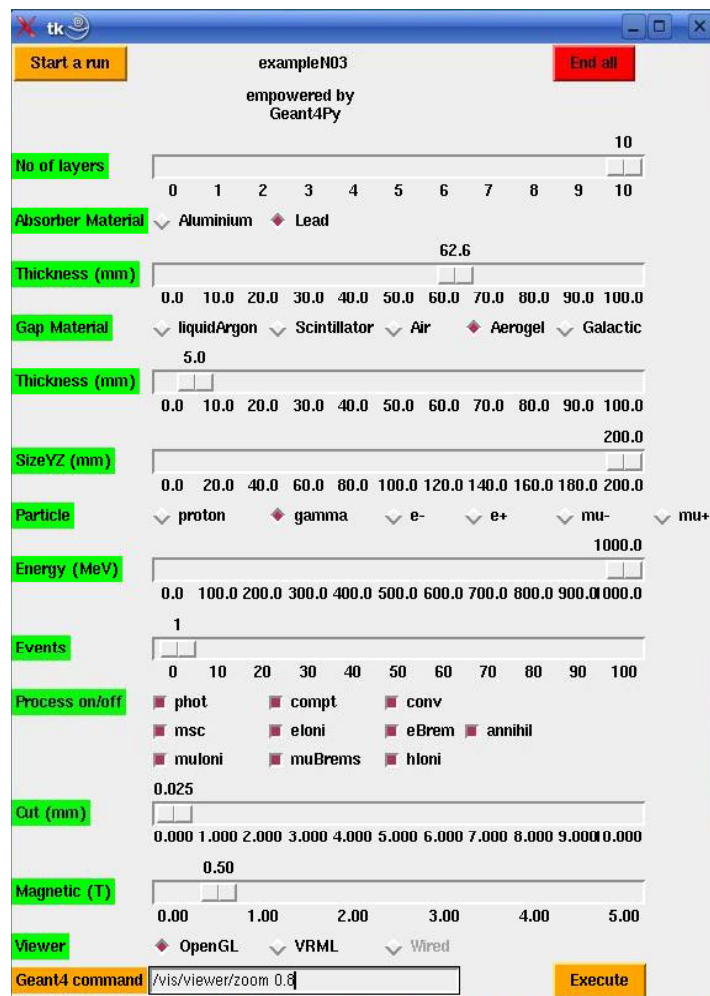 tk
Start a run exampleN03 End all
empowered by
Geant4Py
10
No of layers
0 1 2 3 4 5 6 7 8 9 10
Absorber Material Aluminium Lead
62.6
Thickness (mm)
0.0 10.0 20.0 30.0 40.0 50.0 60.0 70.0 80.0 90.0 100.0
Gap Material liquidArgon Scintillator Air Aerogel Galactic
5.0
Thickness (mm)
0.0 10.0 20.0 30.0 40.0 50.0 60.0 70.0 80.0 90.0 100.0
200.0
SizeYZ (mm)
0.0 20.0 40.0 60.0 80.0 100.0 120.0 140.0 160.0 180.0 200.0
Particle proton gamma e- e+ mu- mu+
1000.0
Energy (MeV)
0.0 100.0 200.0 300.0 400.0 500.0 600.0 700.0 800.0 900.0 1000.0
1
Events
0 10 20 30 40 50 60 70 80 90 100
Process on/off phot compt conv
msc eIoni eBrem annihil
muIoni muBrems hIoni
0.025
Cut (mm)
0.000 1.000 2.000 3.000 4.000 5.000 6.000 7.000 8.000 9.000 10.000
0.50
Magnetic (T)
0.00 1.00 2.00 3.00 4.00 5.00
Viewer OpenGL VRML Wired
Geant4 command /vis/viewer/zoom 0.8 Execute